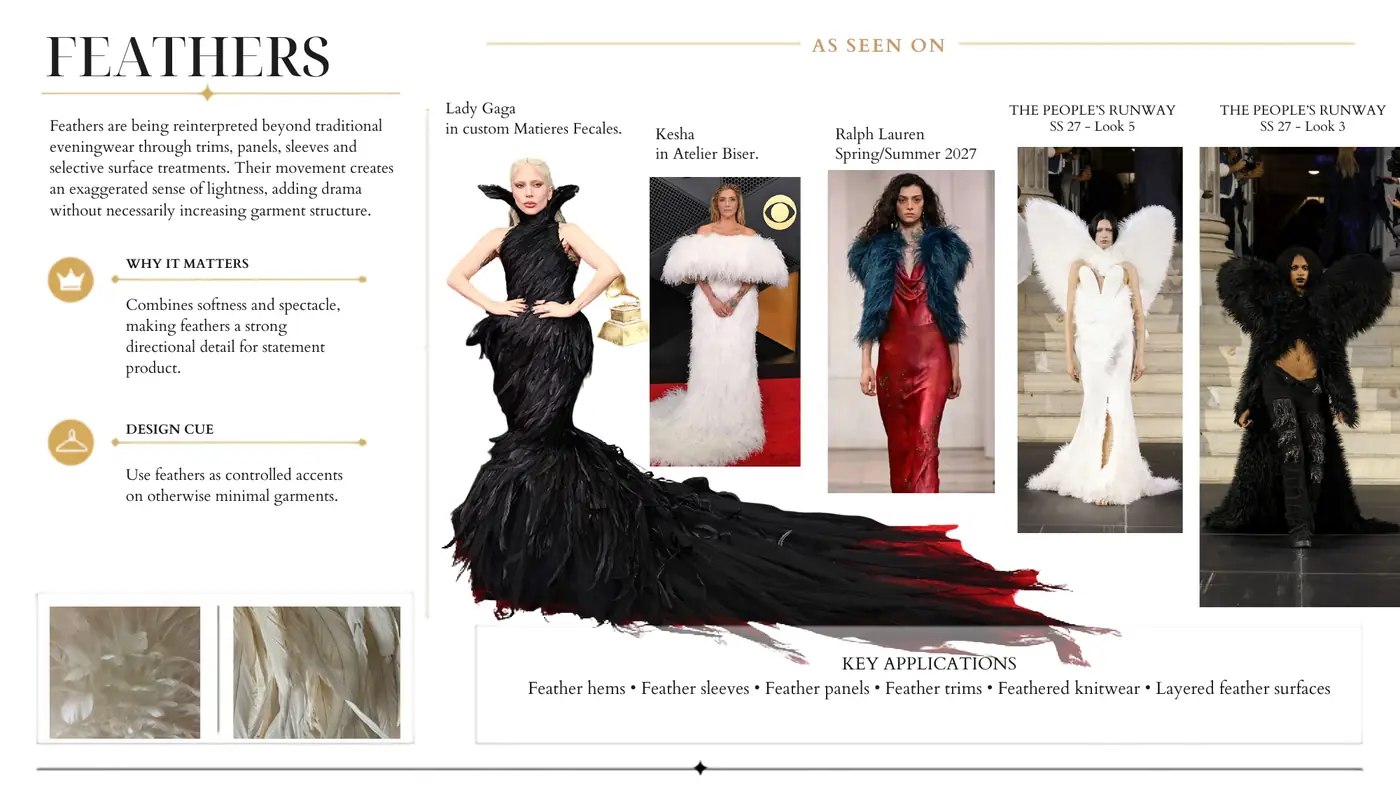 FEATHERS
Feathers are being reinterpreted beyond traditional
eveningwear through trims, panels, sleeves and
selective surface treatments. Their movement creates
an exaggerated sense of lightness, adding drama
without necessarily increasing garment structure.
WHY IT MATTERS
Combines softness and spectacle,
making feathers a strong
directional detail for statement
product.
DESIGN CUE
Use feathers as controlled accents
on otherwise minimal garments.
AS SEEN ON
Lady Gaga
in custom Matieres Fecales.
Kesha
in Atelier Biser.
Ralph Lauren
Spring/Summer 2027
THE PEOPLE’S RUNWAY
SS 27 - Look 5
THE PEOPLE’S RUNWAY
SS 27 - Look 3
KEY APPLICATIONS
Feather hems • Feather sleeves • Feather panels • Feather trims • Feathered knitwear • Layered feather surfaces